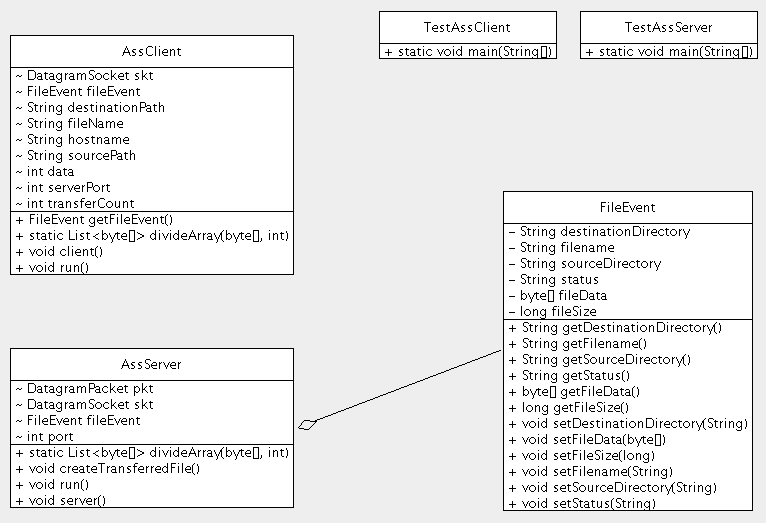 AssClient
~ DatagramSocket skt
~ FileEvent fileEvent
~ String destinationPath
~ String fileName
~ String hostname
~ String sourcePath
~ int data
~ int serverPort
~ int transferCount
+ FileEvent getFileEvent()
+ static List<byte[]> divideArray(byte[], int)
+ void client()
+ void run()
TestAssClient
+ static void main(String[])
TestAssServer
+ static void main(String[])
FileEvent
- String destinationDirectory
- String filename
- String sourceDirectory
- String status
- byte[] fileData
- long fileSize
+ String getDestinationDirectory()
+ String getFilename()
+ String getSourceDirectory()
+ String getStatus()
+ byte[] getFileData()
+ long getFileSize()
+ void setDestinationDirectory(String)
+ void setFileData(byte[])
+ void setFileSize(long)
+ void setFilename(String)
+ void setSourceDirectory(String)
+ void setStatus(String)
AssServer
~ DatagramPacket pkt
~ DatagramSocket skt
~ FileEvent fileEvent
~ int port
+ static List<byte[]> divideArray(byte[], int)
+ void createTransferredFile()
+ void run()
+ void server()